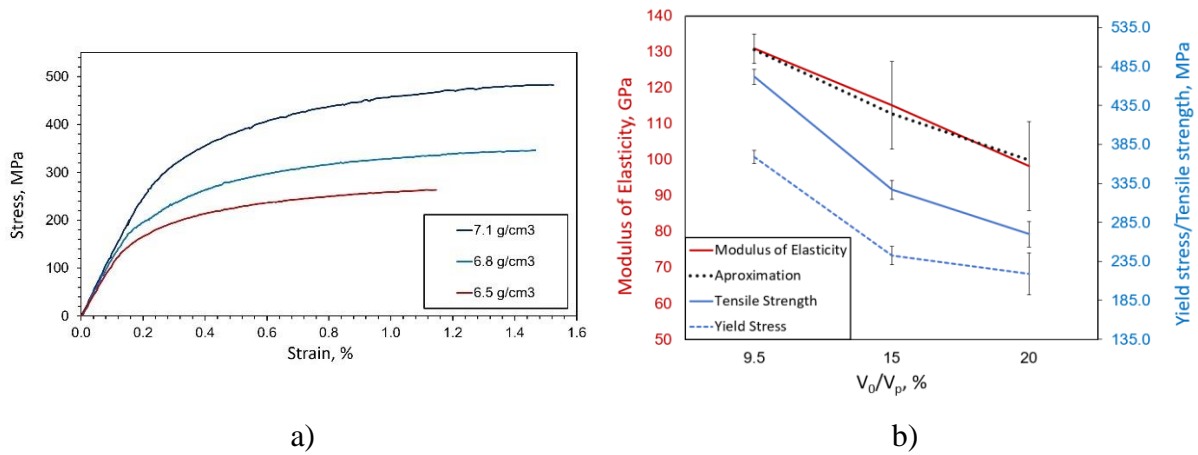 Stress, MPa
500
400
300
200
100
0
0.0 0.2 0.4 0.6 0.8 1.0 1.2 1.4 1.6
Strain, %
7.1 g/cm3
6.8 g/cm3
6.5 g/cm3
a)
Modulus of Elasticity, GPa
140
130
120
110
100
90
80
70
60
50
Modulus of Elasticity
Aproximation
Tensile Strength
Yield Stress
9.5 15 20
V₀/Vₚ, %
535.0
485.0
435.0
385.0
335.0
285.0
235.0
185.0
135.0
Yield stress/Tensile strength, MPa
b)